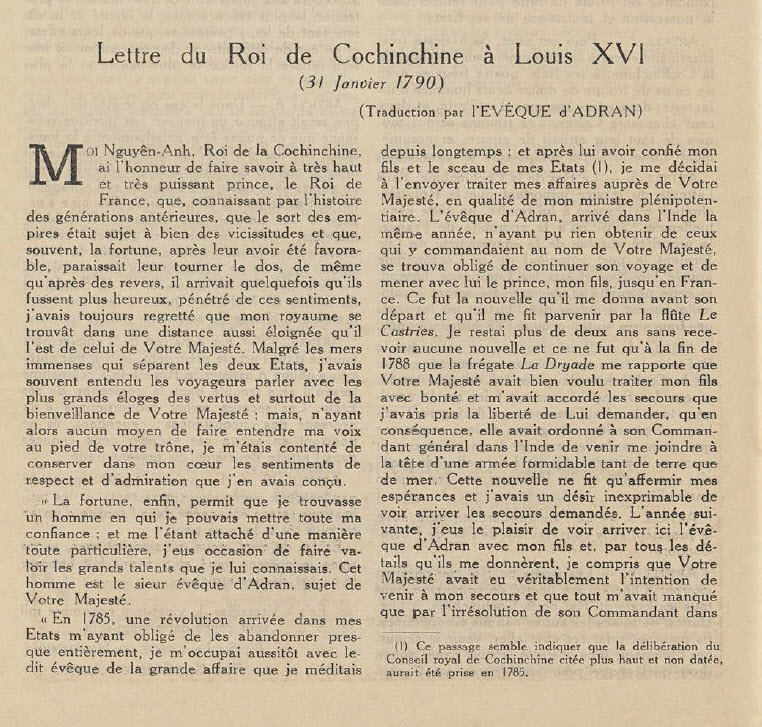 Lettre du Roi de Cochinchine à Louis XVI
(31 Janvier 1790)
(Traduction par l'EVÊQUE d'ADRAN)
MOI Nguyên-Anh, Roi de la Cochinchine,
ai l'honneur de faire savoir à très haut
et très puissant prince, le Roi de
France, que, connaissant par l'histoire
des générations antérieures, que le sort des em-
pires était sujet à bien des vicissitudes et que,
souvent, la fortune, après leur avoir été favora-
ble, paraissait leur tourner le dos, de même
qu'après des revers, il arrivait quelquefois qu'ils
fussent plus heureux, pénétré de ces sentiments,
j'avais toujours regretté que mon royaume se
trouvât dans une distance aussi éloignée qu'il
l'est de celui de Votre Majesté. Malgré les mers
immenses qui séparent les deux Etats, j'avais
souvent entendu les voyageurs parler avec les
plus grands éloges des vertus et surtout de la
bienveillance de Votre Majesté ; mais, n'ayant
alors aucun moyen de faire entendre ma voix
au pied de votre trône, je m'étais contenté de
conserver dans mon cœur les sentiments de
respect et d'admiration que j'en avais conçu.
« La fortune, enfin, permit que je trouvasse
un homme en qui je pouvais mettre toute ma
confiance ; et me l'étant attaché d'une manière
toute particulière, j'eus occasion de faire va-
loir les grands talents que je lui connaissais. Cet
homme est le sieur évêque d'Adran, sujet de
Votre Majesté.
« En 1785, une révolution arrivée dans mes
Etats m'ayant obligé de les abandonner pres-
que entièrement, je m'occupai aussitôt avec le-
dit évêque de la grande affaire que je méditais
depuis longtemps ; et après lui avoir confié mon
fils et le sceau de mes Etats (1), je me décidai
à l'envoyer traiter mes affaires auprès de Votre
Majesté, en qualité de mon ministre plénipoten-
tiaire. L'évêque d'Adran, arrivé dans l'Inde la
même année, n'ayant pu rien obtenir de ceux
qui y commandaient au nom de Votre Majesté,
se trouva obligé de continuer son voyage et de
mener avec lui le prince, mon fils, jusqu'en Fran-
ce. Ce fut la nouvelle qu'il me donna avant son
départ et qu'il me fit parvenir par la flûte Le
Castries. Je restai plus de deux ans sans rece-
voir aucune nouvelle et ce ne fut qu'à la fin de
1788 que la frégate La Dryade me rapporte que
Votre Majesté avait bien voulu traiter mon fils
avec bonté et m'avait accordé les secours que
j'avais pris la liberté de Lui demander, qu'en
conséquence, elle avait ordonné à son Comman-
dant général dans l'Inde de venir me joindre à
la tête d'une armée formidable tant de terre que
de mer. Cette nouvelle ne fit qu'affermir mes
espérances et j'avais un désir inexprimable de
voir arriver les secours demandés. L'année sui-
vante, j'eus le plaisir de voir arriver ici l'évê-
que d'Adran avec mon fils et, par tous les dé-
tails qu'ils me donnèrent, je compris que Votre
Majesté avait eu véritablement l'intention de
venir à mon secours et que tout m'avait manqué
que par l'irrésolution de son Commandant dans
(1) Ce passage semble indiquer que la délibération du
Conseil royal de Cochinchine citée plus haut et non datée,
aurait été prise en 1785.